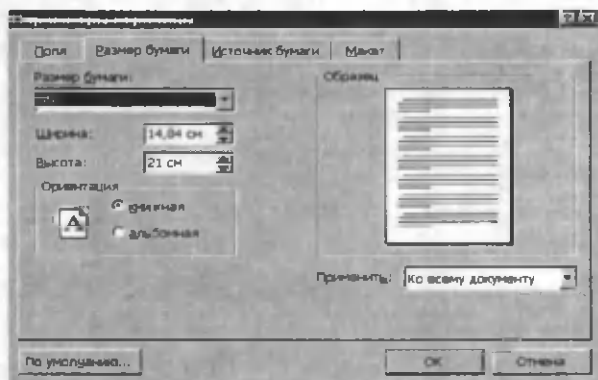 Поля Размер бумаги Источник бумаги Макет
Размер бумаги: Образец
Ширина: 14,84 см
Высота: 21 см
Ориентация
книжная
альбомная
Применить: Ко всему документу
По умолчанию... ОК Отмена